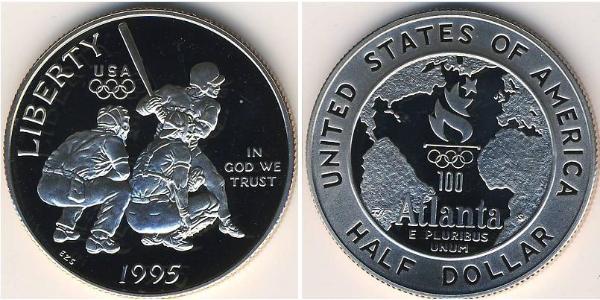 LIBERTY
USA
IN
GOD WE
TRUST
1995
UNITED STATES OF AMERICA
100
Atlanta
E PLURIBUS
UNUM
HALF DOLLAR